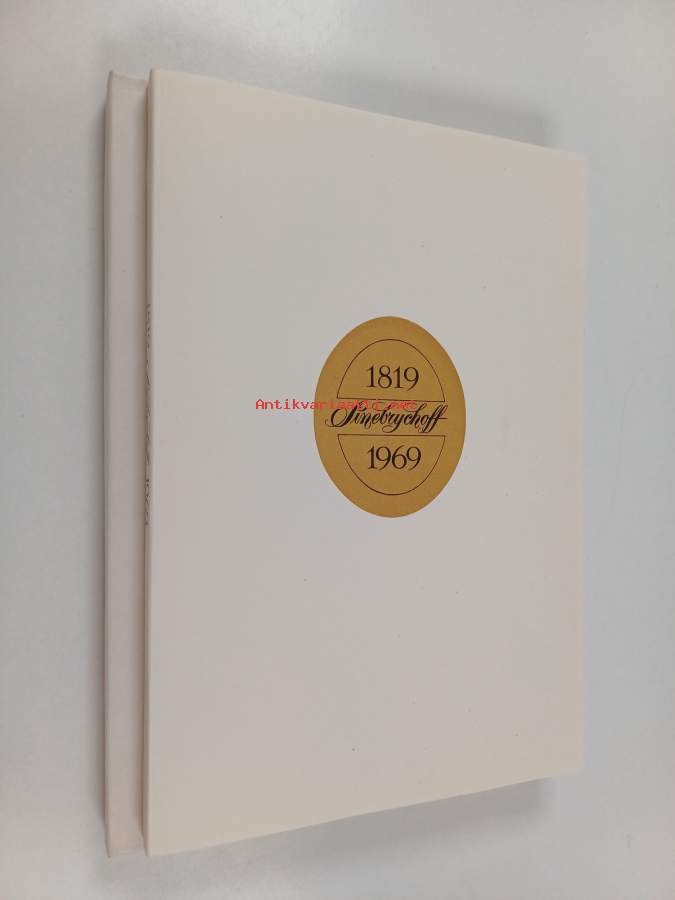 1819
Sinebrychoff
1969
Antikvariaatti.net